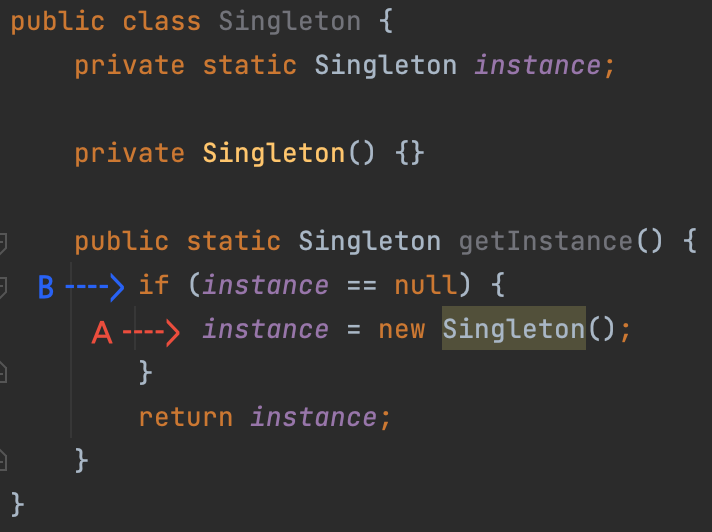 public class Singleton {
private static Singleton instance;
private Singleton() {}
public static Singleton getInstance() {
B ----> if (instance == null) {
A ----> instance = new Singleton();
}
return instance;
}
}